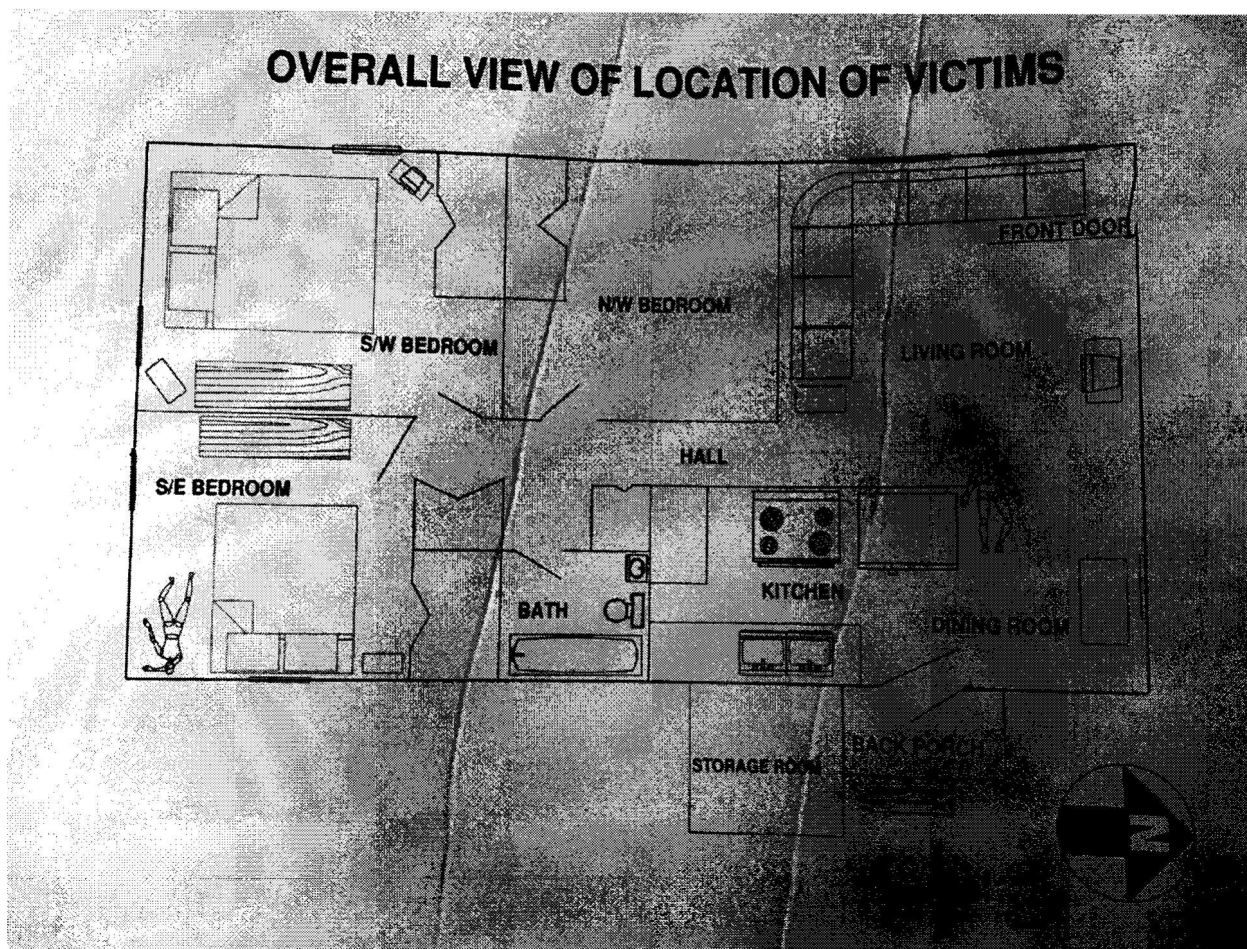 OVERALL VIEW OF LOCATION OF VICTIMS
FRONT DOOR
N/W BEDROOM
S/W BEDROOM
LIVING ROOM
HALL
S/E BEDROOM
KITCHEN
BATH
DINING ROOM
BACK PORCH
STORAGE ROOM
N